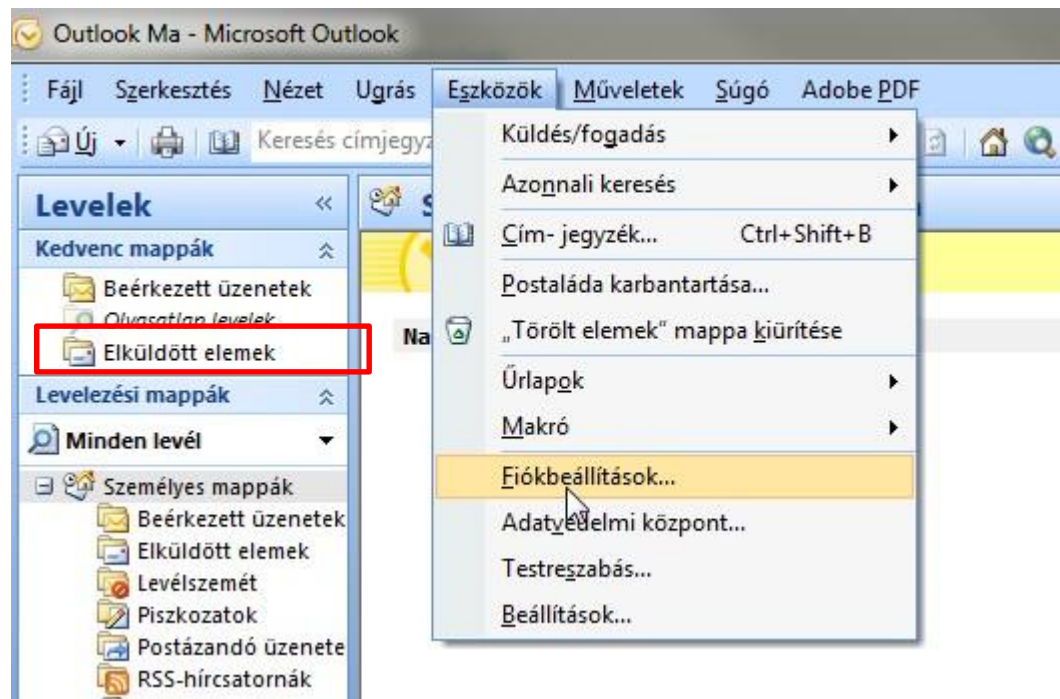 Outlook Ma - Microsoft Outlook
Fájl Szerkesztés Nézet Ugrás Eszközök Műveletek Súgó Adobe PDF
Új Keresés címjegyz
Levelek
Kedvenc mappák
Beérkezett üzenetek
Olvasatlan levelek
Elküldött elemek
Levelezési mappák
Minden levél
Személyes mappák
Beérkezett üzenetek
Elküldött elemek
Levélszemét
Piszkozatok
Postázandó üzenete
RSS-hírcsatornák
S
Na
Küldés/fogadás
Azonnali keresés
Cím- jegyzék... Ctrl+Shift+B
Postaláda karbantartása...
„Törölt elemek” mappa kiürítése
Űrlapok
Makró
Fiókbeállítások...
Adatvédelmi központ...
Testreszabás...
Beállítások...